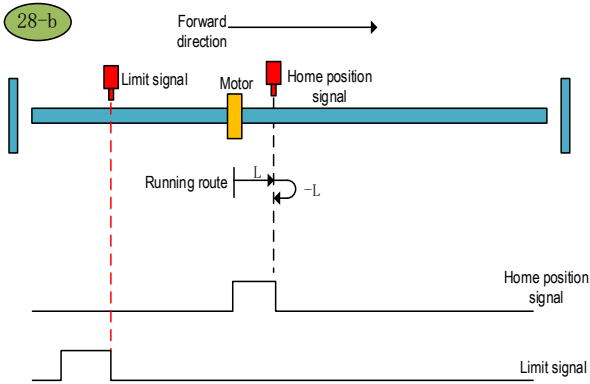 28-b
Forward
direction
Limit signal
Motor
Home position
signal
Running route
L
-L
Home position
signal
Limit signal